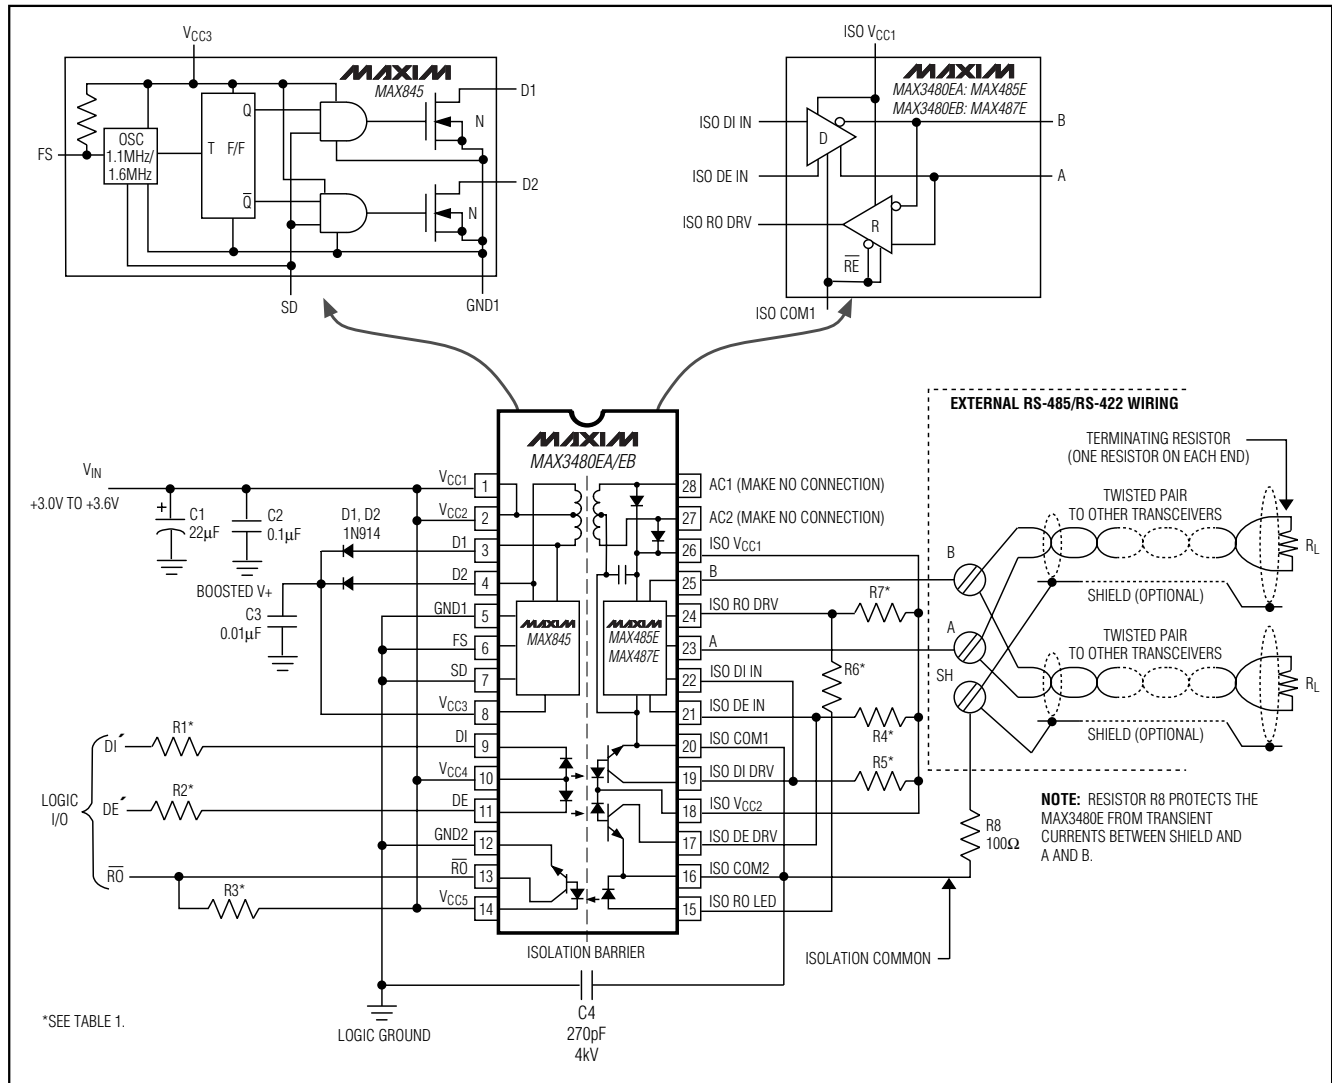 VCC3
MAXIM
MAX845
OSC
1.1MHz/
1.6MHz
FS
T F/F
Q
Q̅
N
N
D1
D2
SD
GND1
ISO VCC1
MAXIM
MAX3480EA: MAX485E
MAX3480EB: MAX487E
ISO DI IN
ISO DE IN
ISO RO DRV
D
R
R̅E̅
B
A
ISO COM1
VIN
+3.0V TO +3.6V
+
C1
22µF
C2
0.1µF
D1, D2
1N914
BOOSTED V+
C3
0.01µF
MAXIM
MAX3480EA/EB
VCC1 1
VCC2 2
D1 3
D2 4
GND1 5
FS 6
SD 7
VCC3 8
DI 9
VCC4 10
DE 11
GND2 12
R̅O̅ 13
VCC5 14
MAXIM
MAX845
MAXIM
MAX485E
MAX487E
28 AC1 (MAKE NO CONNECTION)
27 AC2 (MAKE NO CONNECTION)
26 ISO VCC1
25 B
24 ISO RO DRV
23 A
22 ISO DI IN
21 ISO DE IN
20 ISO COM1
19 ISO DI DRV
18 ISO VCC2
17 ISO DE DRV
16 ISO COM2
15 ISO RO LED
LOGIC
I/O
DI´
R1*
DE´
R2*
R̅O̅
R3*
R7*
R6*
R4*
R5*
ISOLATION BARRIER
C4
270pF
4kV
LOGIC GROUND
*SEE TABLE 1.
EXTERNAL RS-485/RS-422 WIRING
TERMINATING RESISTOR
(ONE RESISTOR ON EACH END)
TWISTED PAIR
TO OTHER TRANSCEIVERS
B
RL
SHIELD (OPTIONAL)
A
TWISTED PAIR
TO OTHER TRANSCEIVERS
SH
RL
SHIELD (OPTIONAL)
R8
100Ω
NOTE: RESISTOR R8 PROTECTS THE
MAX3480E FROM TRANSIENT
CURRENTS BETWEEN SHIELD AND
A AND B.
ISOLATION COMMON